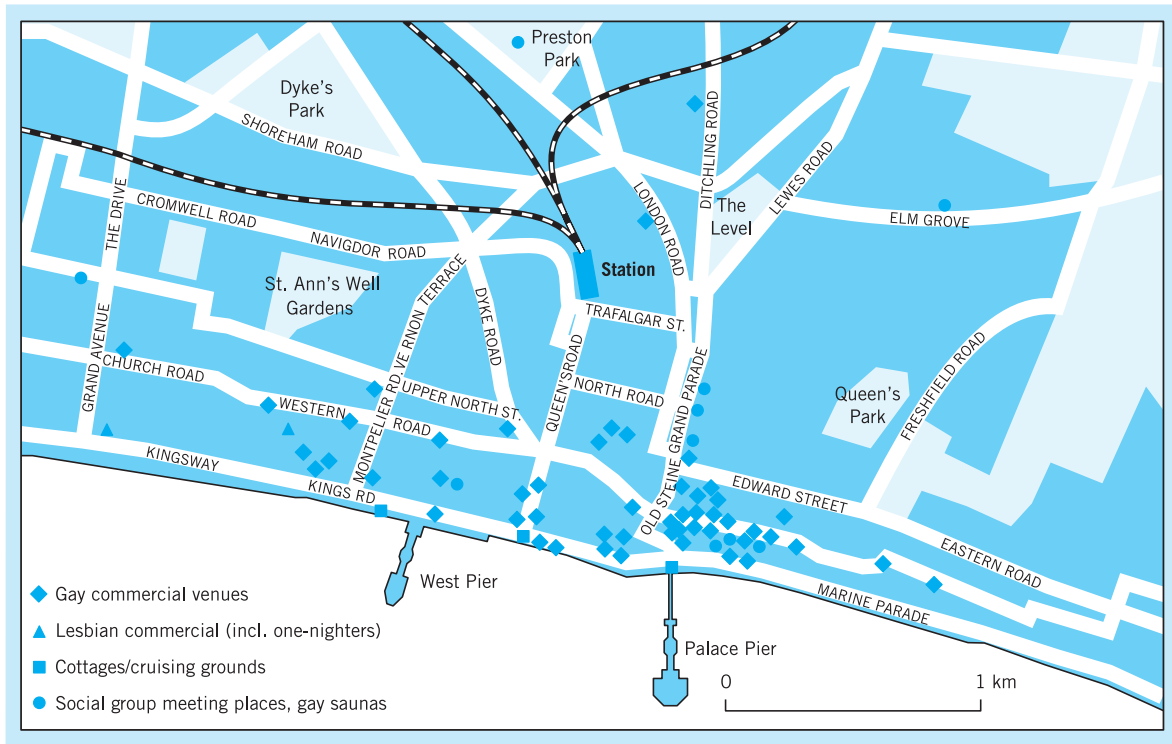 Preston
Park
Dyke's
Park
SHOREHAM ROAD
DITCHLING ROAD
THE DRIVE
LONDON ROAD
LEWES ROAD
The
Level
ELM GROVE
CROMWELL ROAD
NAVIGDOR ROAD
Station
St. Ann's Well
Gardens
VE RNON TERRACE
MONTPELIER RD.
DYKE ROAD
TRAFALGAR ST.
GRAND AVENUE
CHURCH ROAD
UPPER NORTH ST.
QUEEN'SROAD
NORTH ROAD
GRAND PARADE
OLD STEINE
Queen's
Park
FRESHFIELD ROAD
WESTERN
ROAD
KINGSWAY
KINGS RD
EDWARD STREET
EASTERN ROAD
MARINE PARADE
West Pier
Palace Pier
Gay commercial venues
Lesbian commercial (incl. one-nighters)
Cottages/cruising grounds
Social group meeting places, gay saunas
0
1 km